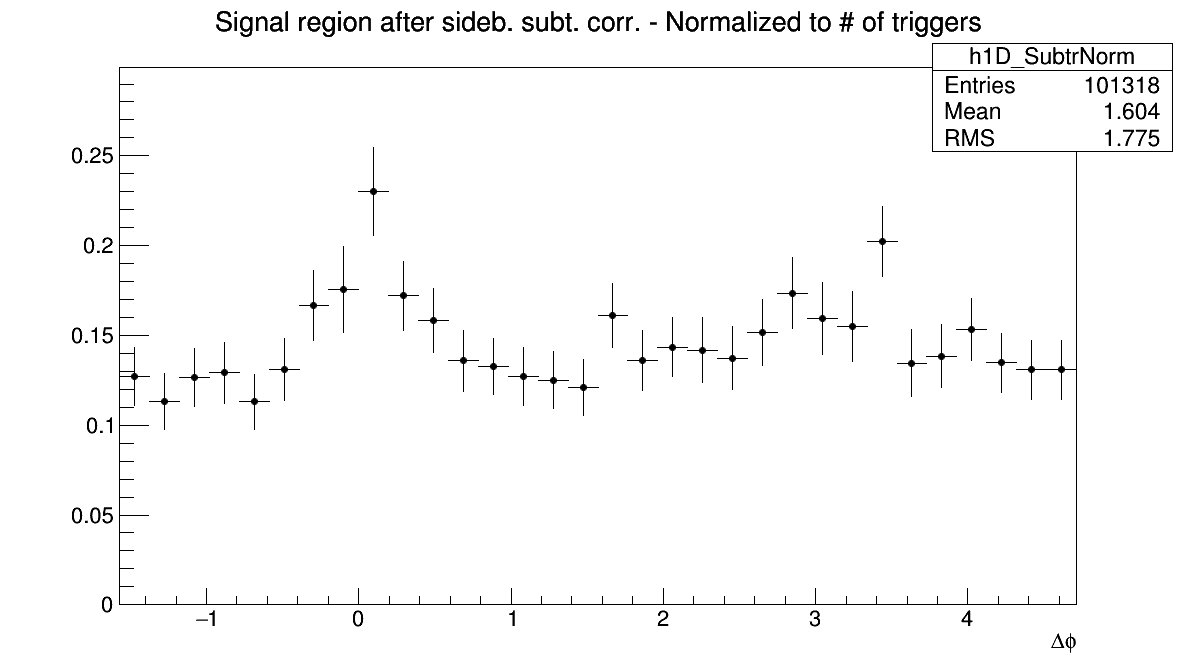 Signal region after sideb. subt. corr. - Normalized to # of triggers
h1D_SubtrNorm
Entries 101318
Mean 1.604
RMS 1.775
0.25
0.2
0.15
0.1
0.05
0
−1 0 1 2 3 4
Δϕ